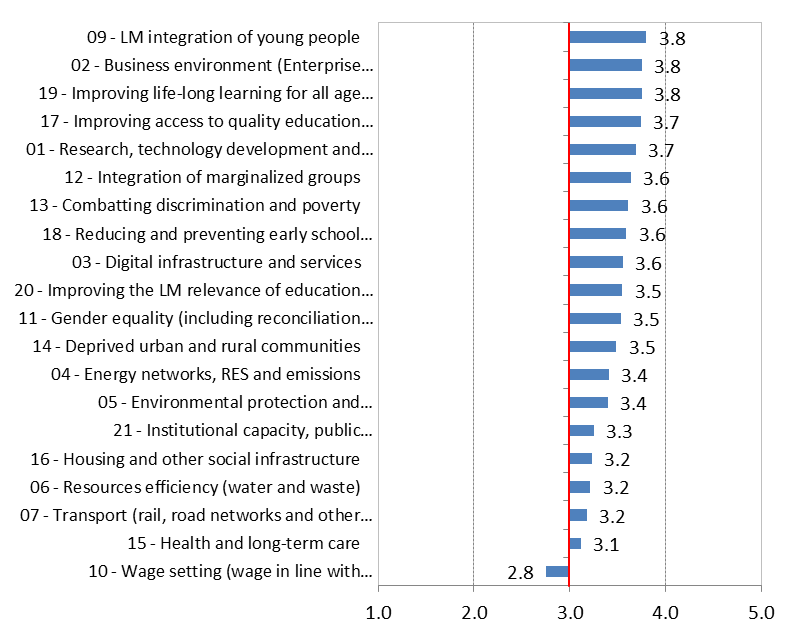 09 - LM integration of young people 3.8
02 - Business environment (Enterprise... 3.8
19 - Improving life-long learning for all age... 3.8
17 - Improving access to quality education... 3.7
01 - Research, technology development and... 3.7
12 - Integration of marginalized groups 3.6
13 - Combatting discrimination and poverty 3.6
18 - Reducing and preventing early school... 3.6
03 - Digital infrastructure and services 3.6
20 - Improving the LM relevance of education... 3.5
11 - Gender equality (including reconciliation... 3.5
14 - Deprived urban and rural communities 3.5
04 - Energy networks, RES and emissions 3.4
05 - Environmental protection and... 3.4
21 - Institutional capacity, public... 3.3
16 - Housing and other social infrastructure 3.2
06 - Resources efficiency (water and waste) 3.2
07 - Transport (rail, road networks and other... 3.2
15 - Health and long-term care 3.1
10 - Wage setting (wage in line with... 2.8
1.0 2.0 3.0 4.0 5.0